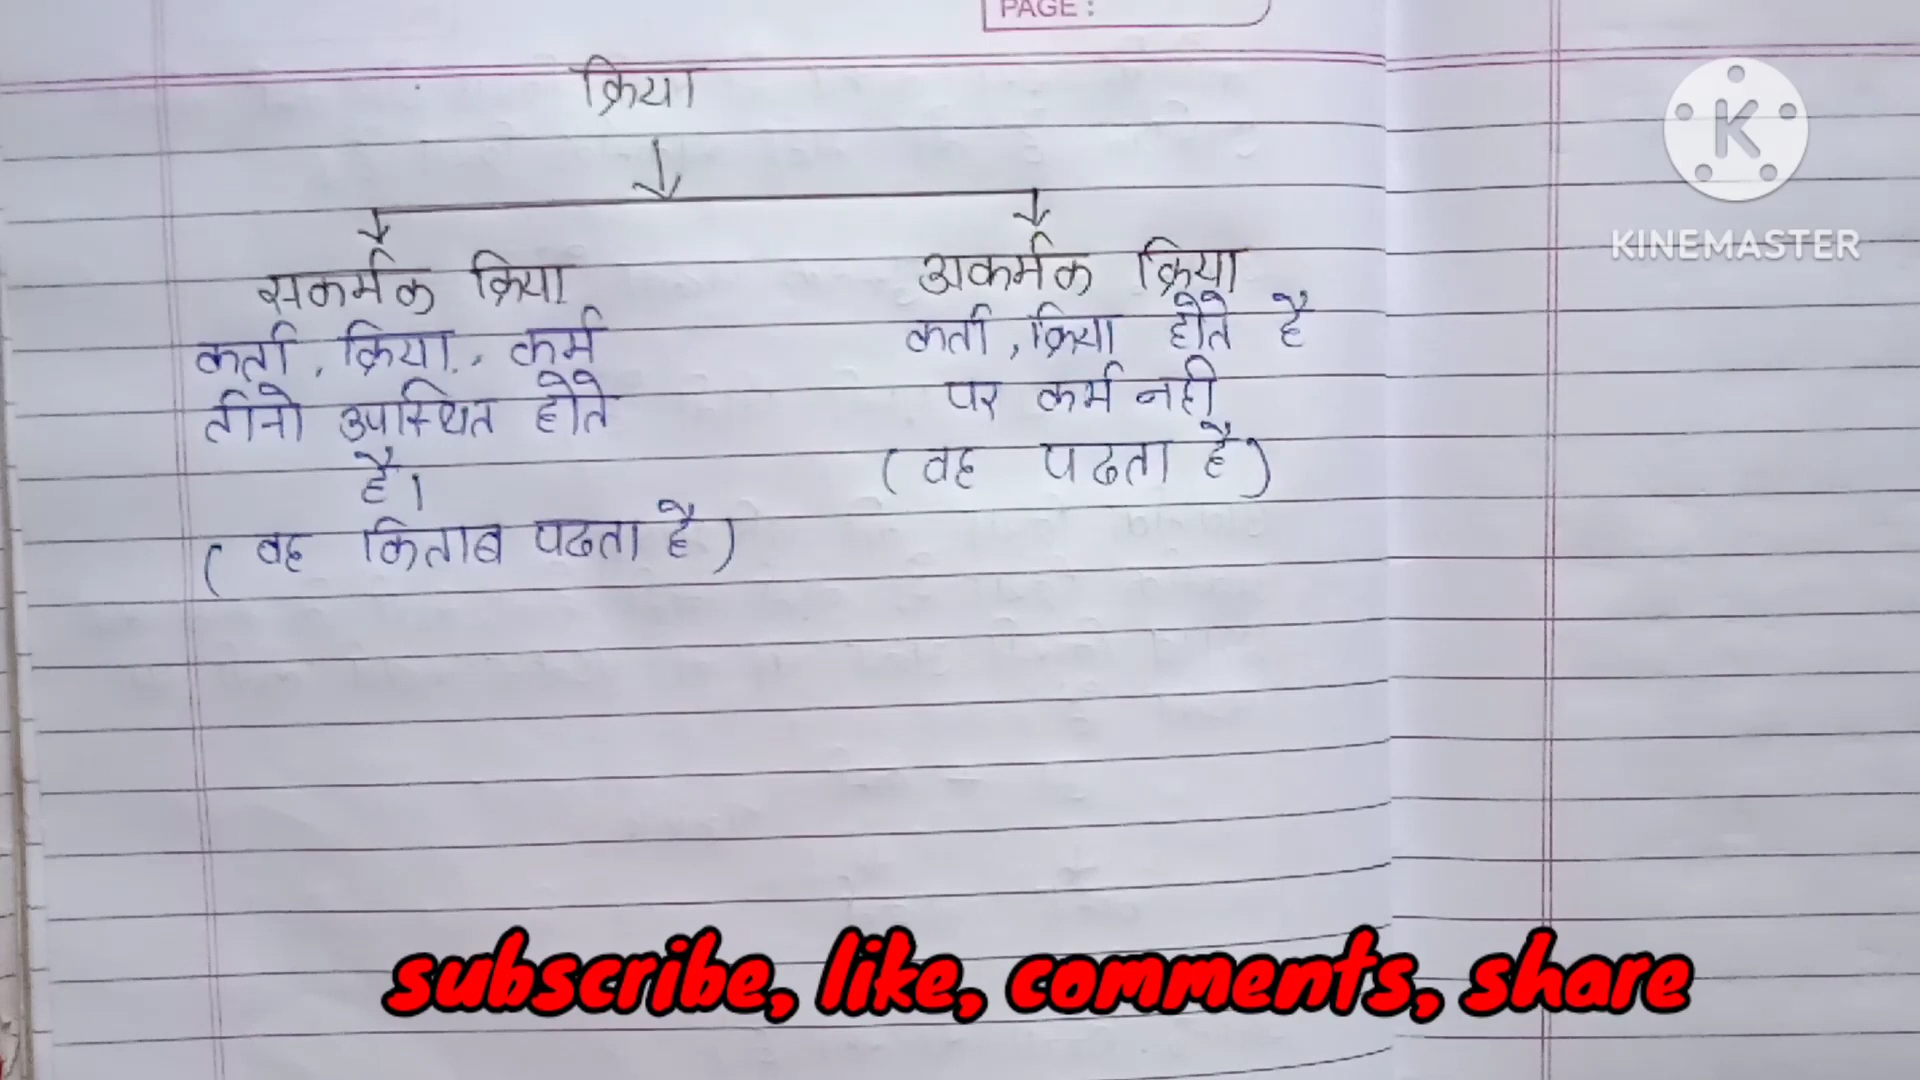 PAGE :
क्रिया
सकर्मक क्रिया
कर्ता, क्रिया, कर्म
तीनो उपस्थित होते
है।
( वह किताब पढता है )
अकर्मक क्रिया
कर्ता, क्रिया होते है
पर कर्म नही
( वह पढता है )
KINEMASTER
subscribe, like, comments, share